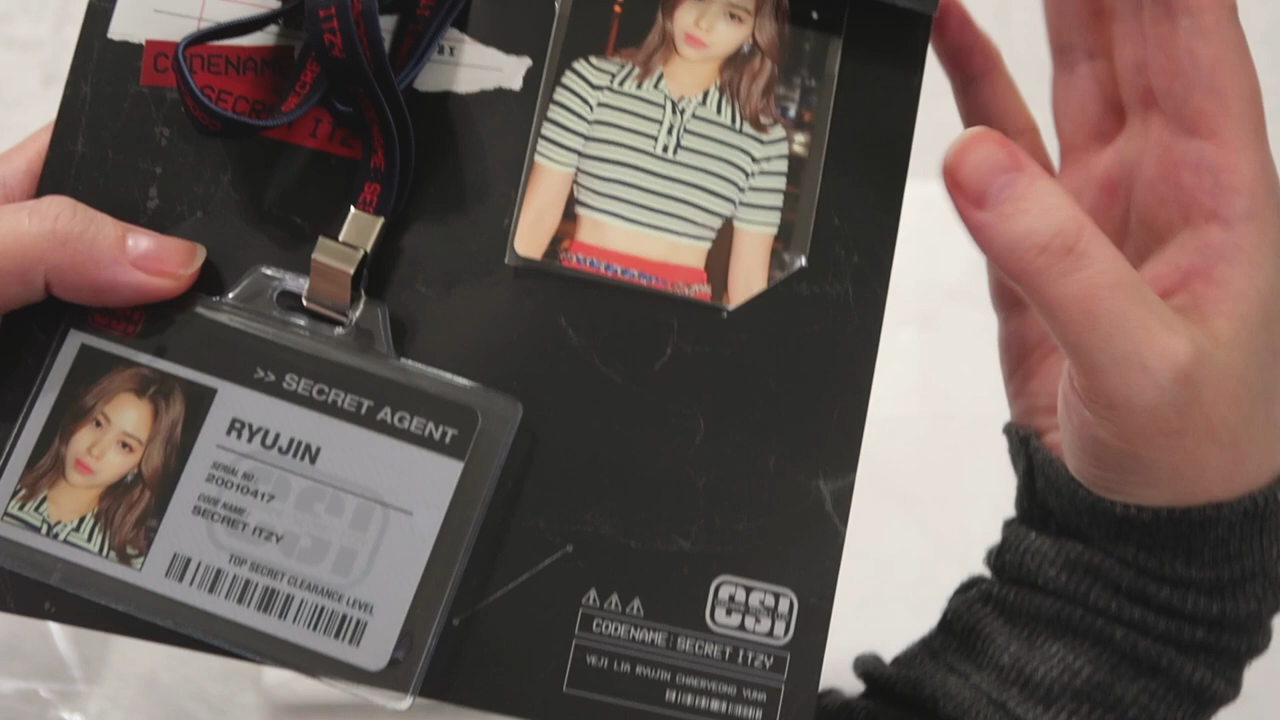 CODENAME
SECRET ITZY
>> SECRET AGENT
RYUJIN
SERIAL NO:
20010417
CODE NAME:
SECRET ITZY
CSI
TOP SECRET CLEARANCE LEVEL
CSI
CODENAME: SECRET ITZY
YEJI LIA RYUJIN CHAERYEONG YUNA